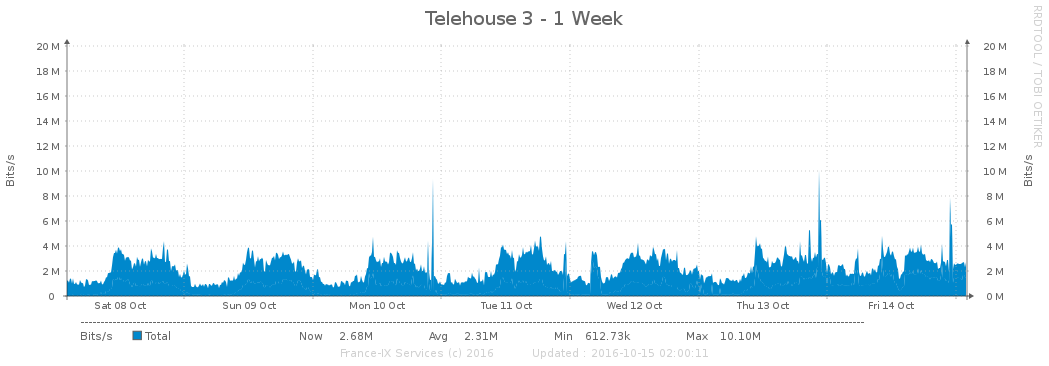 Telehouse 3 - 1 Week
RRDTOOL / TOBI OETIKER
Bits/s
Bits/s
20 M 20 M
18 M 18 M
16 M 16 M
14 M 14 M
12 M 12 M
10 M 10 M
8 M 8 M
6 M 6 M
4 M 4 M
2 M 2 M
0 0 M
Sat 08 Oct Sun 09 Oct Mon 10 Oct Tue 11 Oct Wed 12 Oct Thu 13 Oct Fri 14 Oct
Bits/s Total Now 2.68M Avg 2.31M Min 612.73k Max 10.10M
France-IX Services (c) 2016 Updated : 2016-10-15 02:00:11